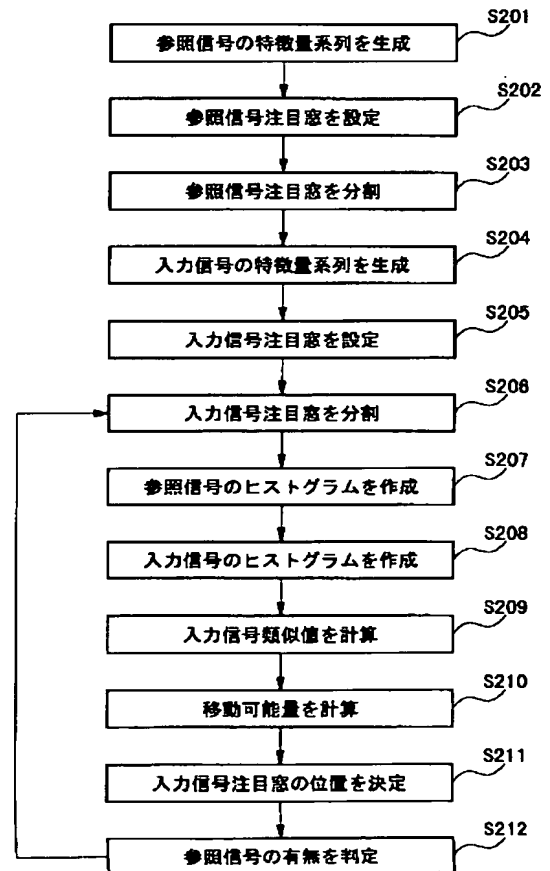 S201
参照信号の特徴量系列を生成
S202
参照信号注目窓を設定
S203
参照信号注目窓を分割
S204
入力信号の特徴量系列を生成
S205
入力信号注目窓を設定
S206
入力信号注目窓を分割
S207
参照信号のヒストグラムを作成
S208
入力信号のヒストグラムを作成
S209
入力信号類似値を計算
S210
移動可能量を計算
S211
入力信号注目窓の位置を決定
S212
参照信号の有無を判定